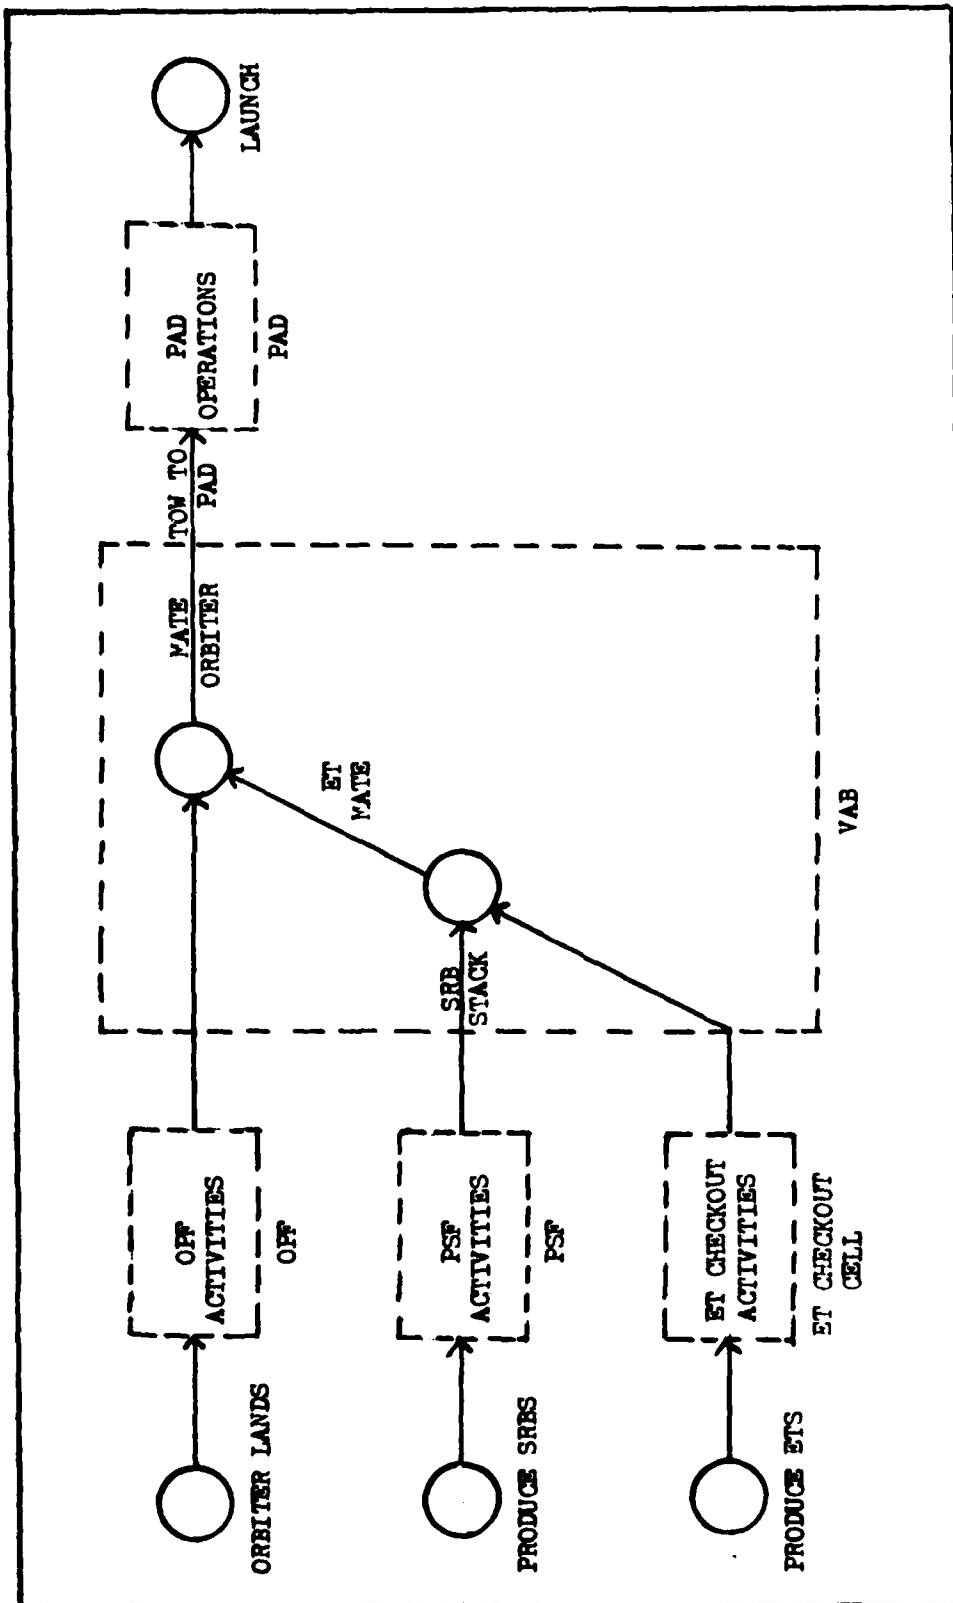 ORBITER LANDS
OPF
ACTIVITIES
OPF
PRODUCE SRBS
PSF
ACTIVITIES
PSF
PRODUCE ETS
ET CHECKOUT
ACTIVITIES
ET CHECKOUT
CELL
SRB
STACK
ET
MATE
MATE
ORBITER
VAB
TOW TO
PAD
PAD
OPERATIONS
PAD
LAUNCH